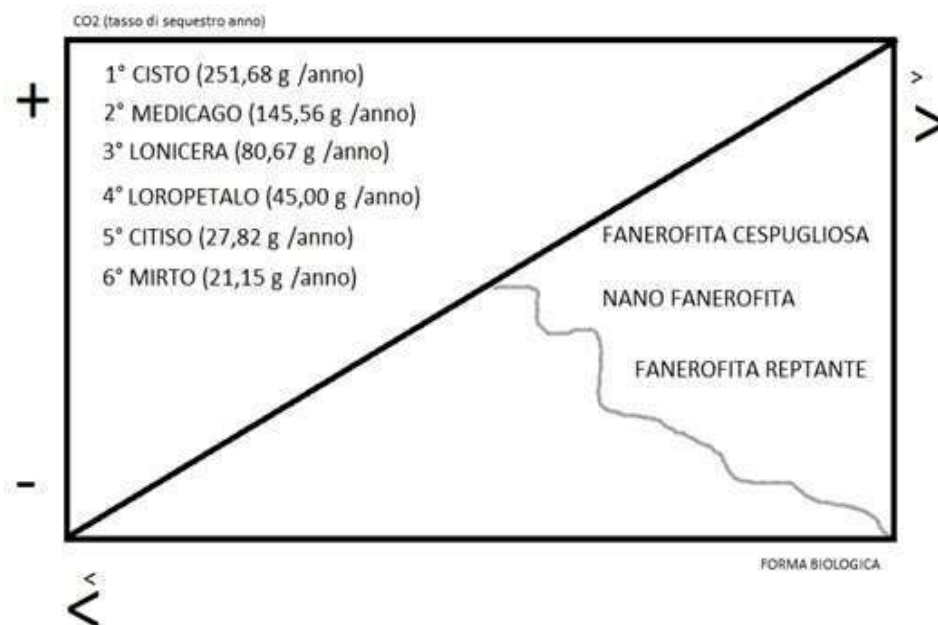 CO2 (tasso di sequestro anno)
1° CISTO (251,68 g /anno)
2° MEDICAGO (145,56 g /anno)
3° LONICERA (80,67 g /anno)
4° LOROPETALO (45,00 g /anno)
5° CITISO (27,82 g /anno)
6° MIRTO (21,15 g /anno)
+
>
>
FANEROFITA CESPUGLIOSA
NANO FANEROFITA
FANEROFITA REPTANTE
-
FORMA BIOLOGICA
<
<